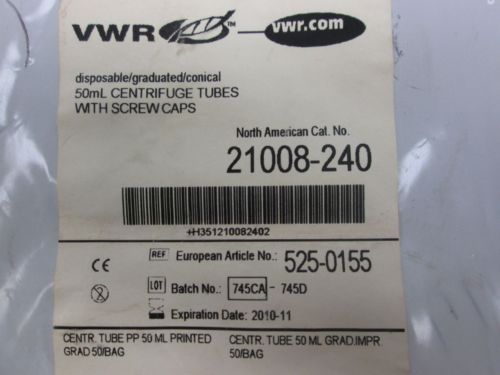 VWR™ vwr.com
disposable/graduated/conical
50mL CENTRIFUGE TUBES
WITH SCREW CAPS
North American Cat. No.
21008-240
+H351210082402
REF European Article No.: 525-0155
LOT Batch No.: 745CA - 745D
Expiration Date: 2010-11
CENTR. TUBE PP 50 ML PRINTED
GRAD 50/BAG
CENTR. TUBE 50 ML GRAD.IMPR.
50/BAG
CE
2